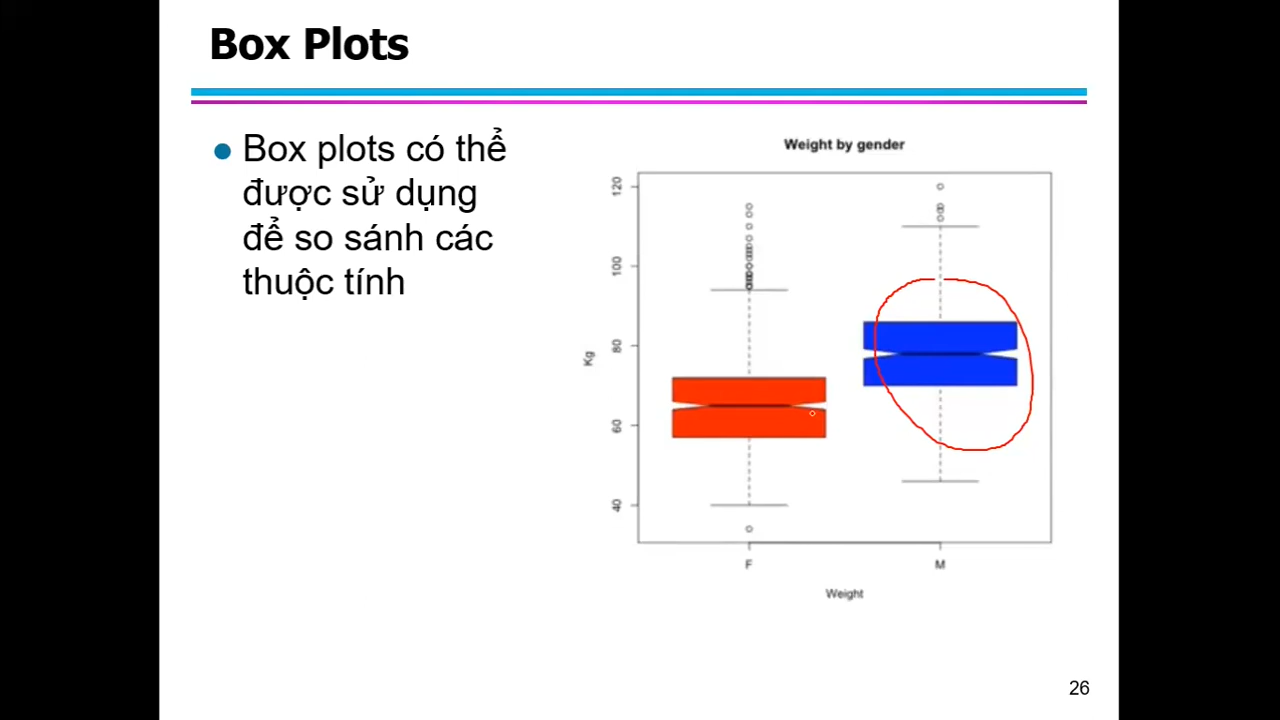 Box Plots
Box plots có thể
được sử dụng
để so sánh các
thuộc tính
Weight by gender
120
100
80
60
40
Kg
F
M
Weight
26